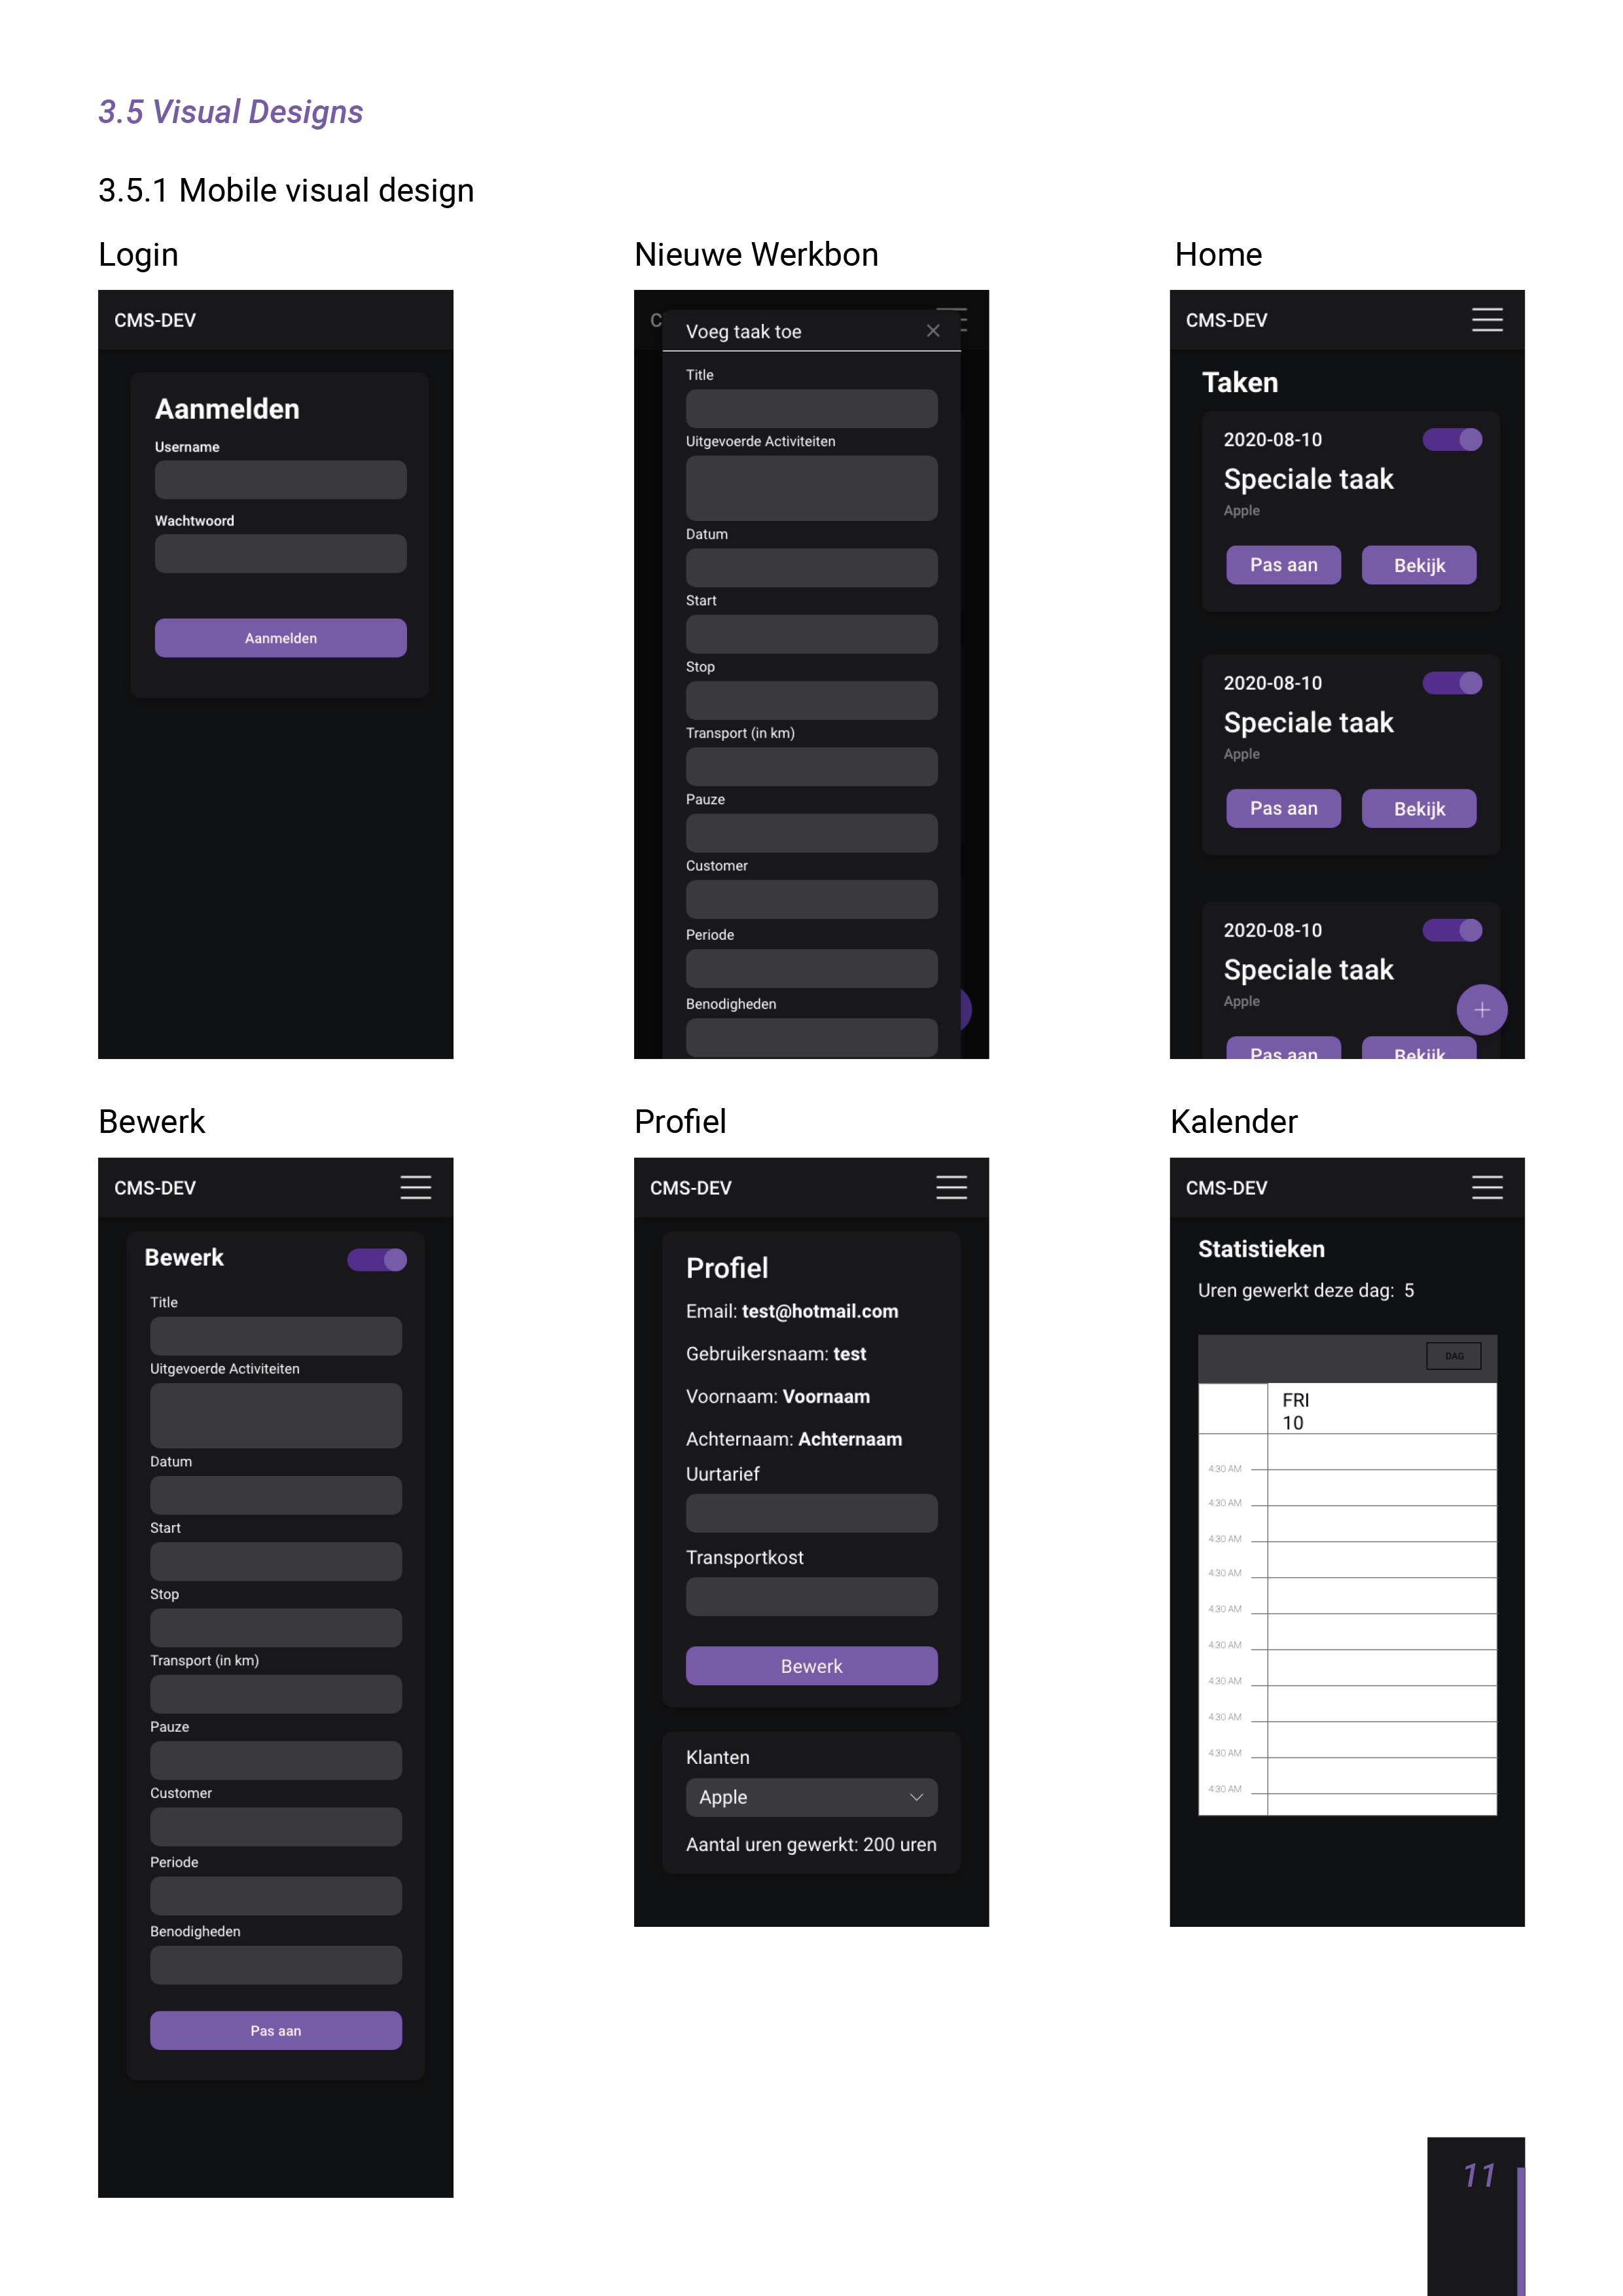 3.5 Visual Designs
3.5.1 Mobile visual design
Login
CMS-DEV
Aanmelden
Username
Wachtwoord
Aanmelden
Nieuwe Werkbon
C
Voeg taak toe
Title
Uitgevoerde Activiteiten
Datum
Start
Stop
Transport (in km)
Pauze
Customer
Periode
Benodigheden
Home
CMS-DEV
Taken
2020-08-10
Speciale taak
Apple
Pas aan Bekijk
2020-08-10
Speciale taak
Apple
Pas aan Bekijk
2020-08-10
Speciale taak
Apple
+
Pas aan Bekijk
Bewerk
CMS-DEV
Bewerk
Title
Uitgevoerde Activiteiten
Datum
Start
Stop
Transport (in km)
Pauze
Customer
Periode
Benodigheden
Pas aan
Profiel
CMS-DEV
Profiel
Email: test@hotmail.com
Gebruikersnaam: test
Voornaam: Voornaam
Achternaam: Achternaam
Uurtarief
Transportkost
Bewerk
Klanten
Apple
Aantal uren gewerkt: 200 uren
Kalender
CMS-DEV
Statistieken
Uren gewerkt deze dag: 5
DAG
FRI
10
4:30 AM
4:30 AM
4:30 AM
4:30 AM
4:30 AM
4:30 AM
4:30 AM
4:30 AM
4:30 AM
4:30 AM
11